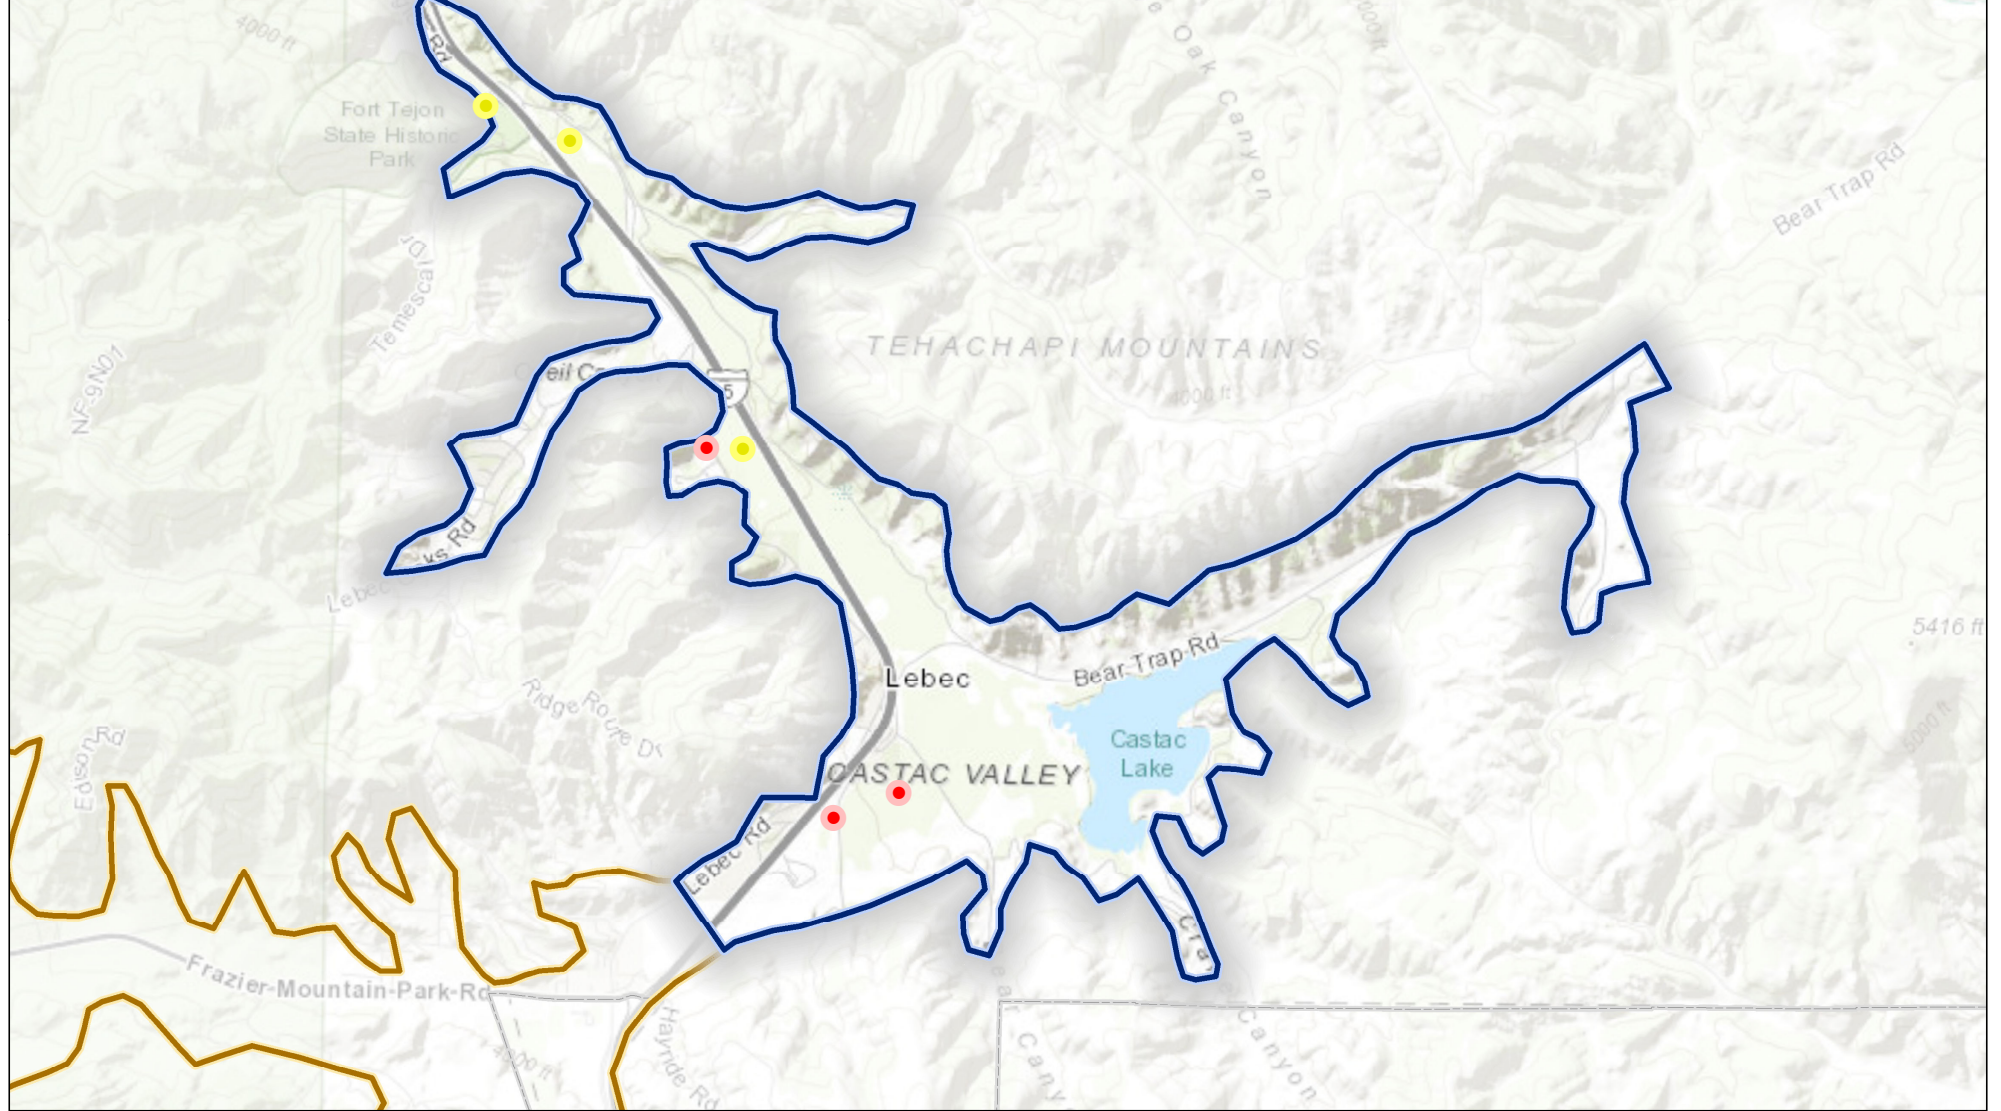 4000 ft
Rd
Oak
Canyon
Fort Tejon
State Historic
Park
Bear Trap Rd
Temescal Dr
NF-9N01
TEHACHAPI MOUNTAINS
4000 ft
5
ks Rd
Lebec
5416 ft
Bear-Trap-Rd
Lebec
Ridge Route Dr
Edison Rd
Castac
Lake
CASTAC VALLEY
5000 ft
Lebec Rd
Frazier-Mountain-Park-Rd
Hayride Rd
4000 ft
Canyon